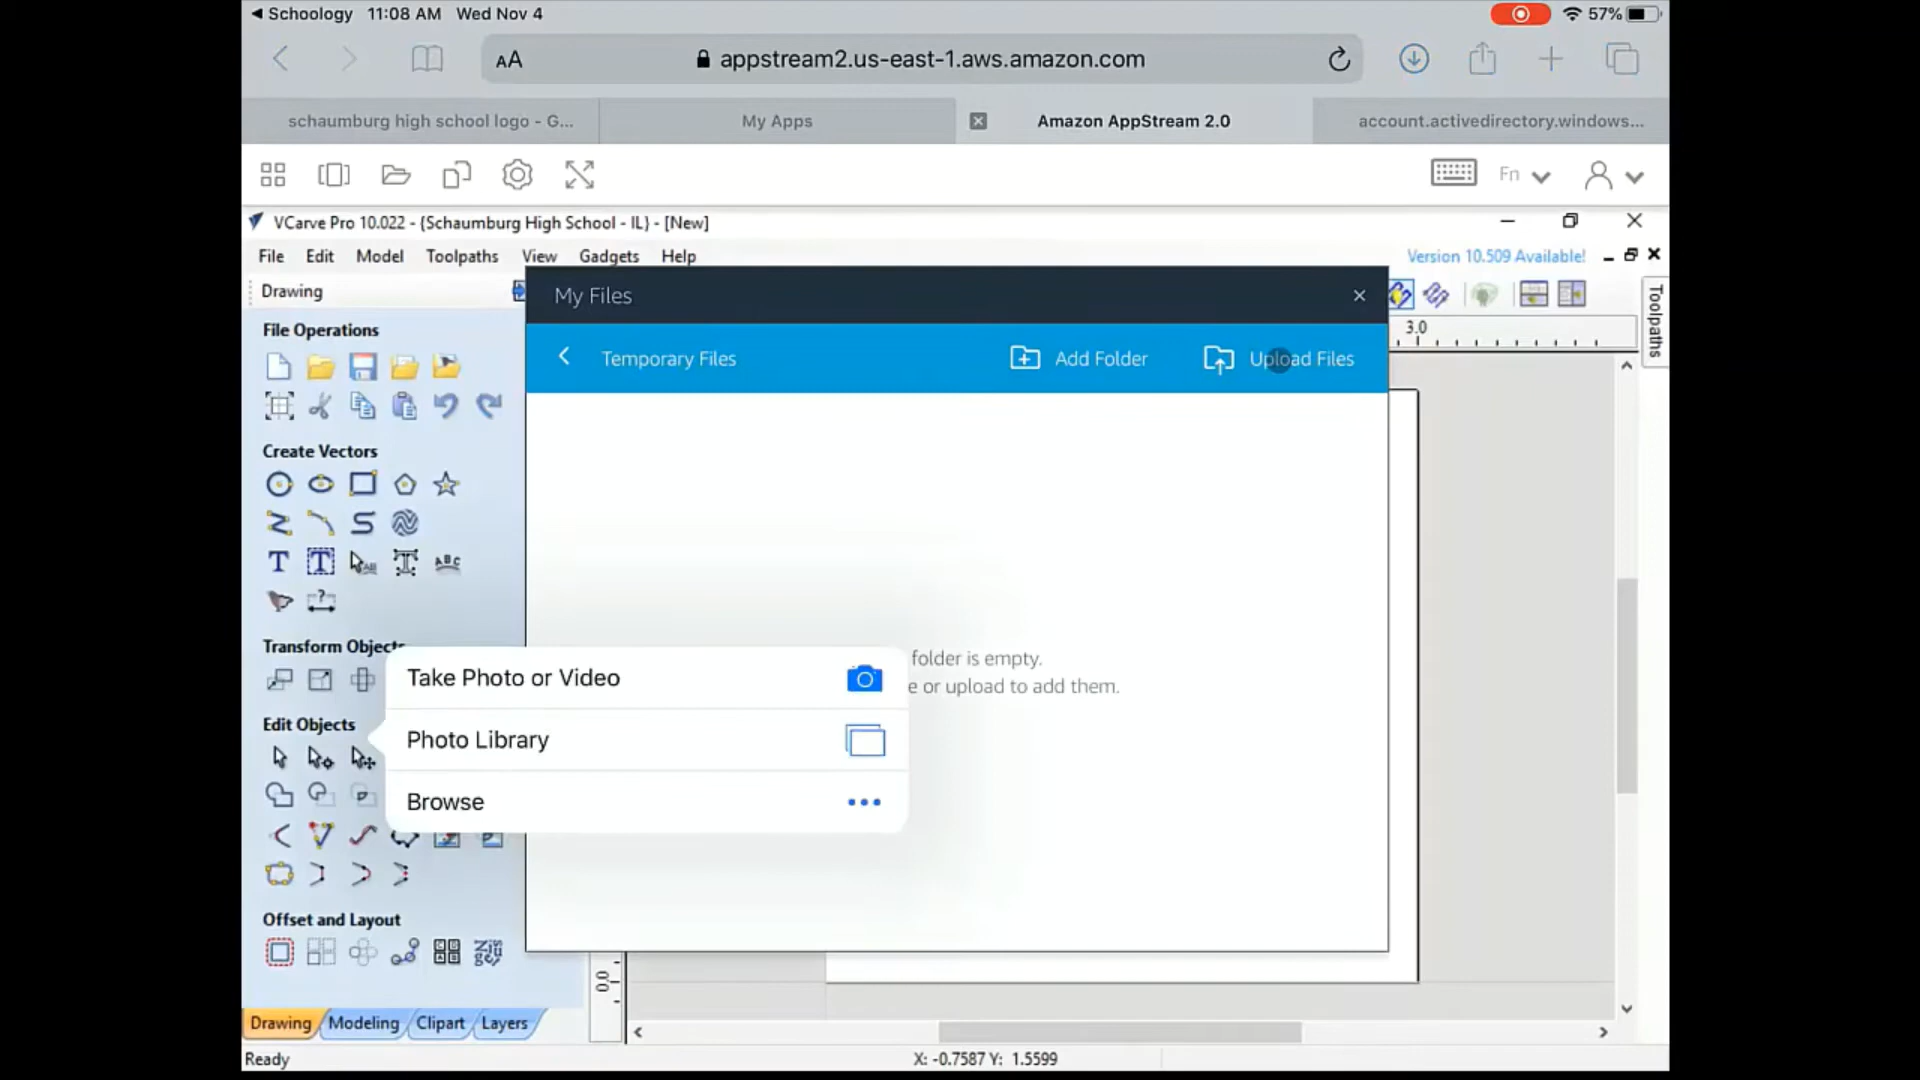 Schoology 11:08 AM Wed Nov 4
57%
AA
appstream2.us-east-1.aws.amazon.com
schaumburg high school logo - G...
My Apps
Amazon AppStream 2.0
account.activedirectory.windows...
Fn
VCarve Pro 10.022 - {Schaumburg High School - IL} - [New]
File Edit Model Toolpaths View Gadgets Help
Version 10.509 Available!
Drawing
My Files
Toolpaths
3.0
File Operations
Temporary Files
Add Folder
Upload Files
Create Vectors
Transform Objects
folder is empty.
e or upload to add them.
Take Photo or Video
Photo Library
Browse
Edit Objects
Offset and Layout
0.0
Drawing Modeling Clipart Layers
Ready
X: -0.7587 Y: 1.5599